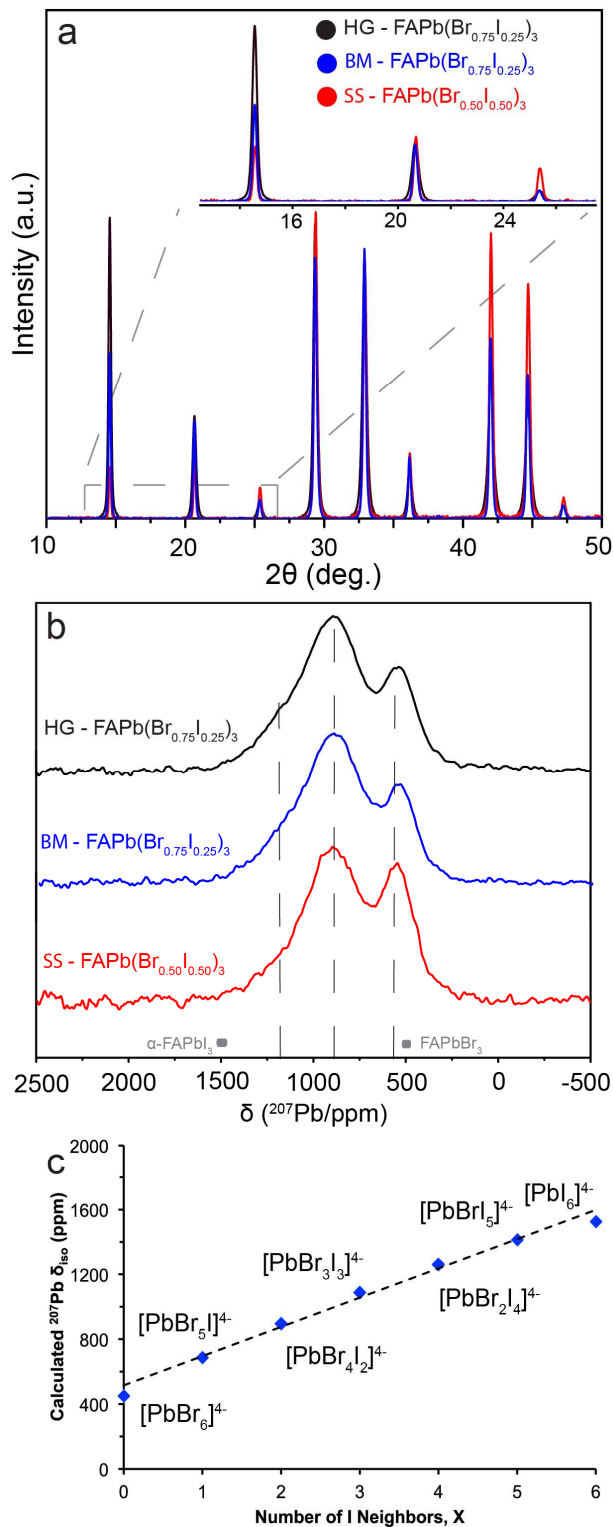 a
HG - FAPb(Br0.75I0.25)3
BM - FAPb(Br0.75I0.25)3
SS - FAPb(Br0.50I0.50)3
16 20 24
Intensity (a.u.)
10 20 30 40 50
2θ (deg.)
b
HG - FAPb(Br0.75I0.25)3
BM - FAPb(Br0.75I0.25)3
SS - FAPb(Br0.50I0.50)3
α-FAPbI3
FAPbBr3
2500 2000 1500 1000 500 0 -500
δ (²⁰⁷Pb/ppm)
c
2000
1600
1200
800
400
0
Calculated ²⁰⁷Pb δiso (ppm)
[PbI6]⁴⁻
[PbBrI5]⁴⁻
[PbBr3I3]⁴⁻
[PbBr2I4]⁴⁻
[PbBr5I]⁴⁻
[PbBr4I2]⁴⁻
[PbBr6]⁴⁻
0 1 2 3 4 5 6
Number of I Neighbors, X